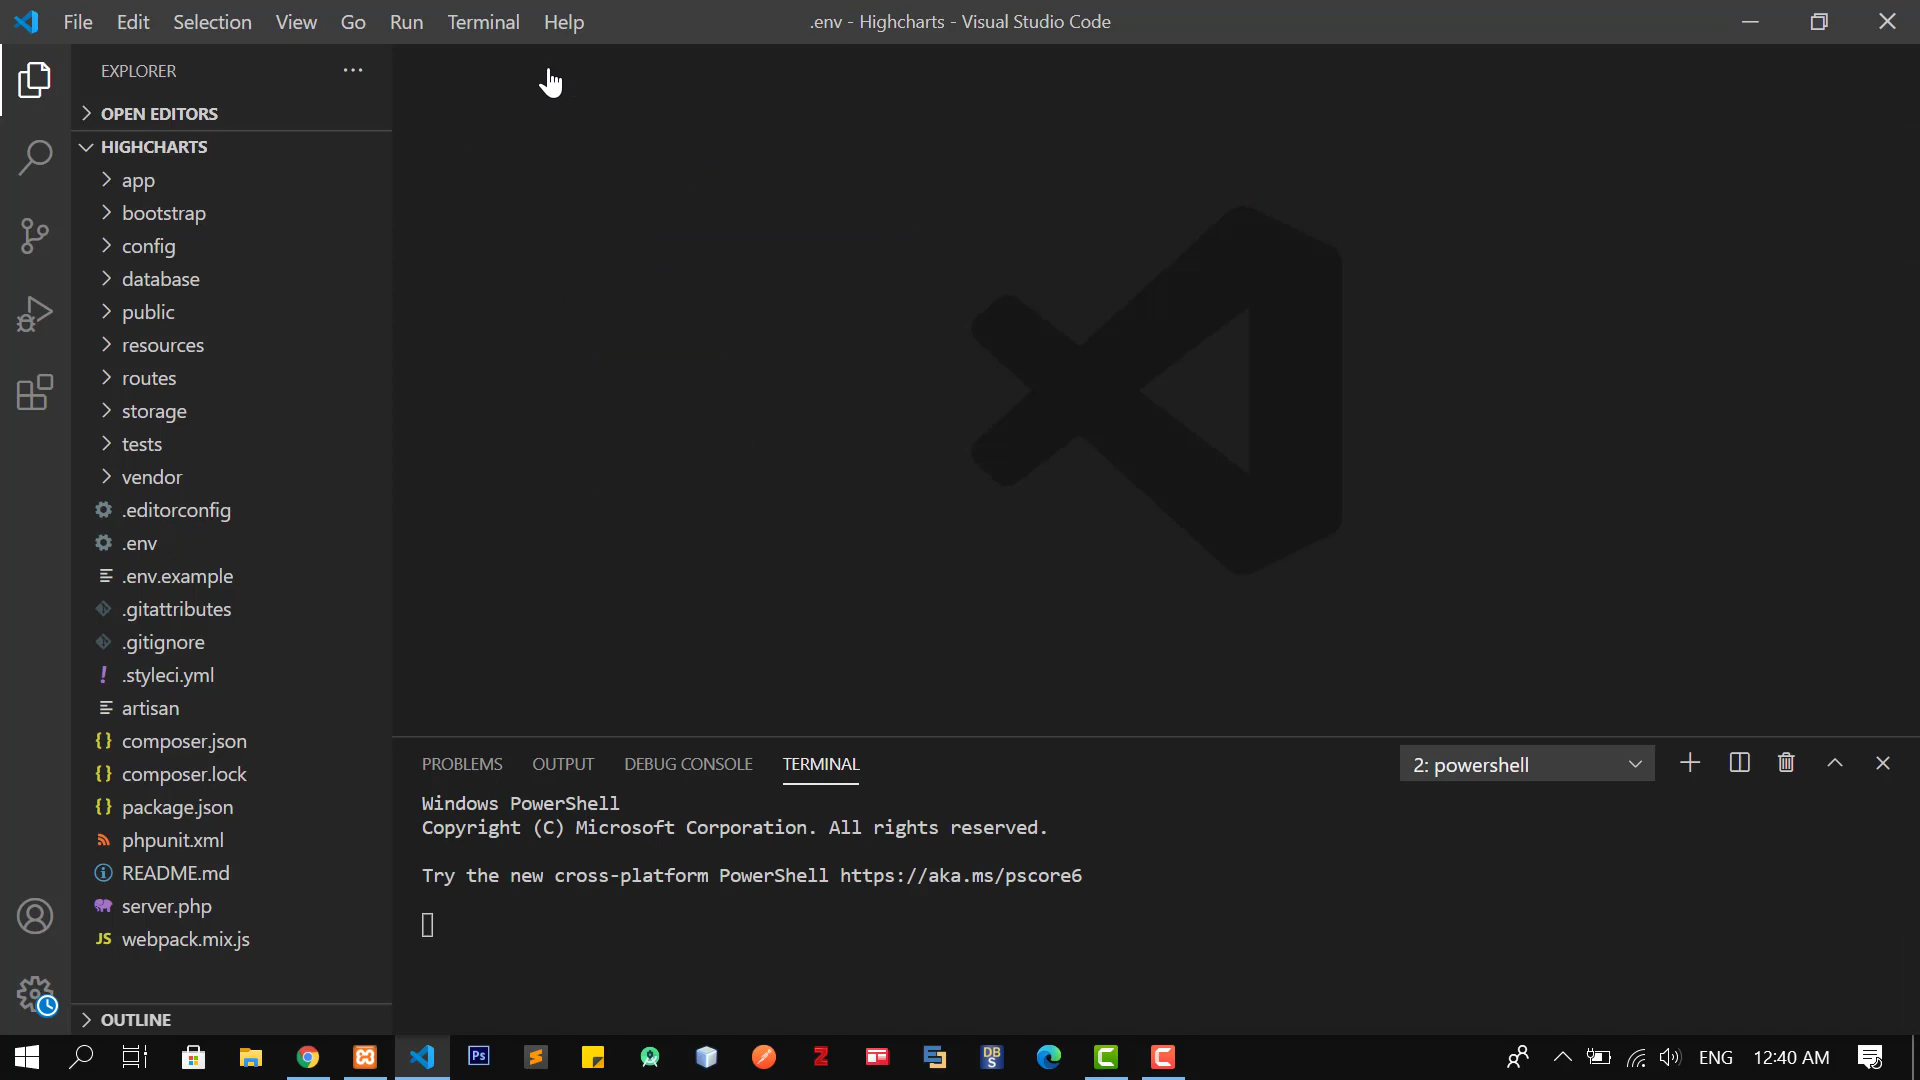 File Edit Selection View Go Run Terminal Help
.env - Highcharts - Visual Studio Code
EXPLORER
OPEN EDITORS
HIGHCHARTS
app
bootstrap
config
database
public
resources
routes
storage
tests
vendor
.editorconfig
.env
.env.example
.gitattributes
.gitignore
.styleci.yml
artisan
composer.json
composer.lock
package.json
phpunit.xml
README.md
server.php
JS webpack.mix.js
OUTLINE
PROBLEMS OUTPUT DEBUG CONSOLE TERMINAL
2: powershell
Windows PowerShell
Copyright (C) Microsoft Corporation. All rights reserved.
Try the new cross-platform PowerShell https://aka.ms/pscore6
Ps
DB
S
ENG 12:40 AM